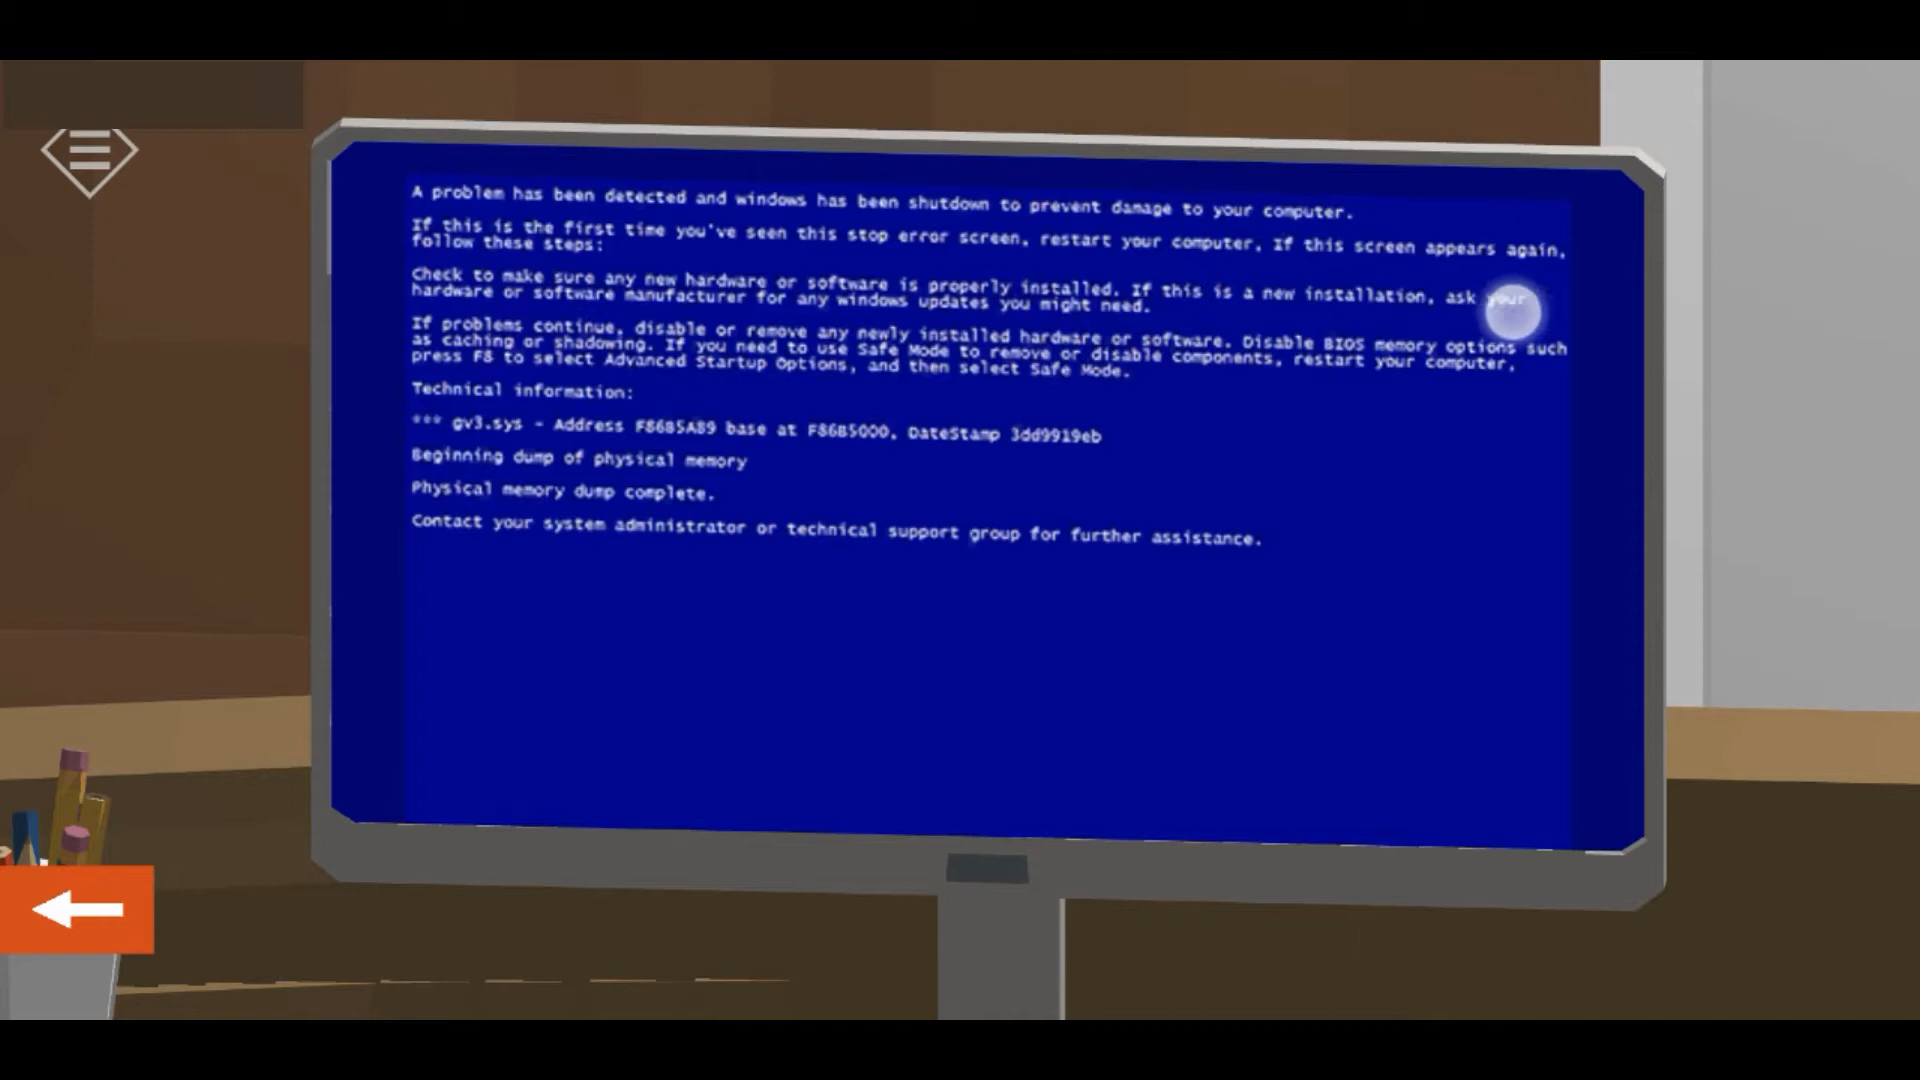 A problem has been detected and windows has been shutdown to prevent damage to your computer.
If this is the first time you've seen this stop error screen, restart your computer, If this screen appears again,
follow these steps:
Check to make sure any new hardware or software is properly installed. If this is a new installation, ask your
hardware or software manufacturer for any windows updates you might need.
If problems continue, disable or remove any newly installed hardware or software. Disable BIOS memory options such
as caching or shadowing. If you need to use Safe Mode to remove or disable components, restart your computer,
press F8 to select Advanced Startup Options, and then select Safe Mode.
Technical information:
*** gv3.sys - Address F86B5A89 base at F86B5000, DateStamp 3dd9919eb
Beginning dump of physical memory
Physical memory dump complete.
Contact your system administrator or technical support group for further assistance.